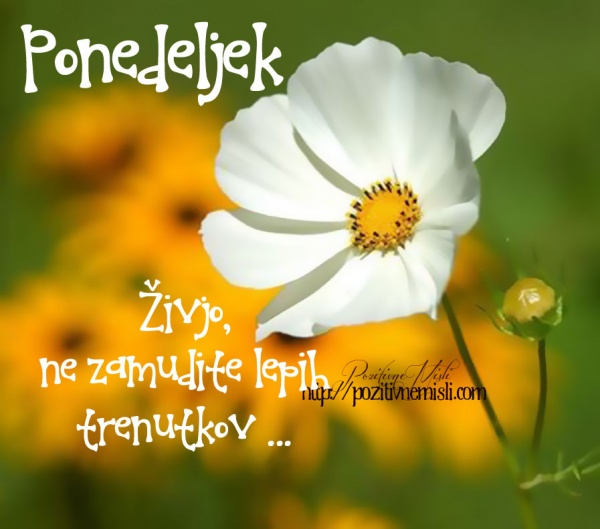 Ponedeljek
Živjo,
ne zamudite lepih
trenutkov ...
Pozitivne Misli
http://pozitivnemisli.com